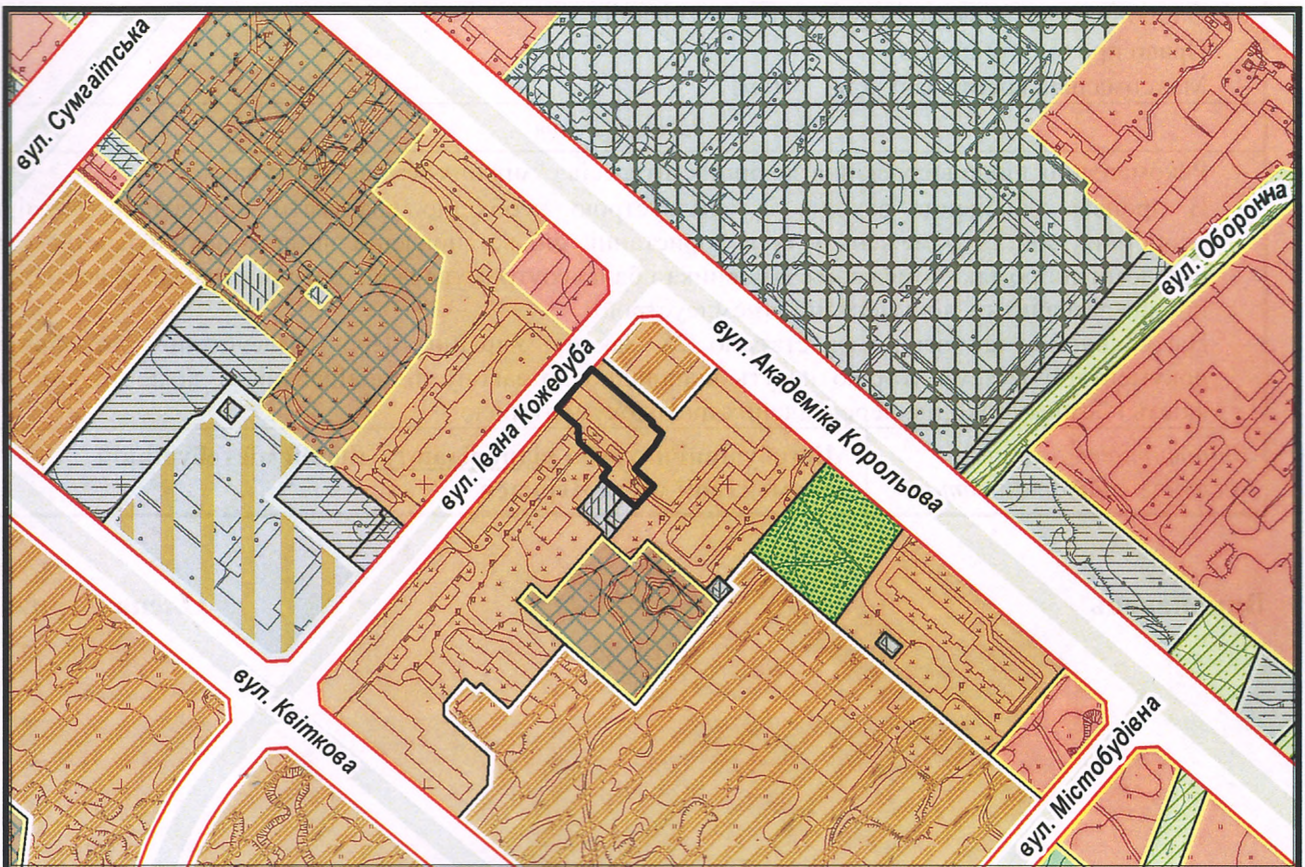 вул. Сумгаїтська
вул. Оборонна
вул. Академіка Корольова
вул. Івана Кожедуба
вул. Квіткова
вул. Містобудівна